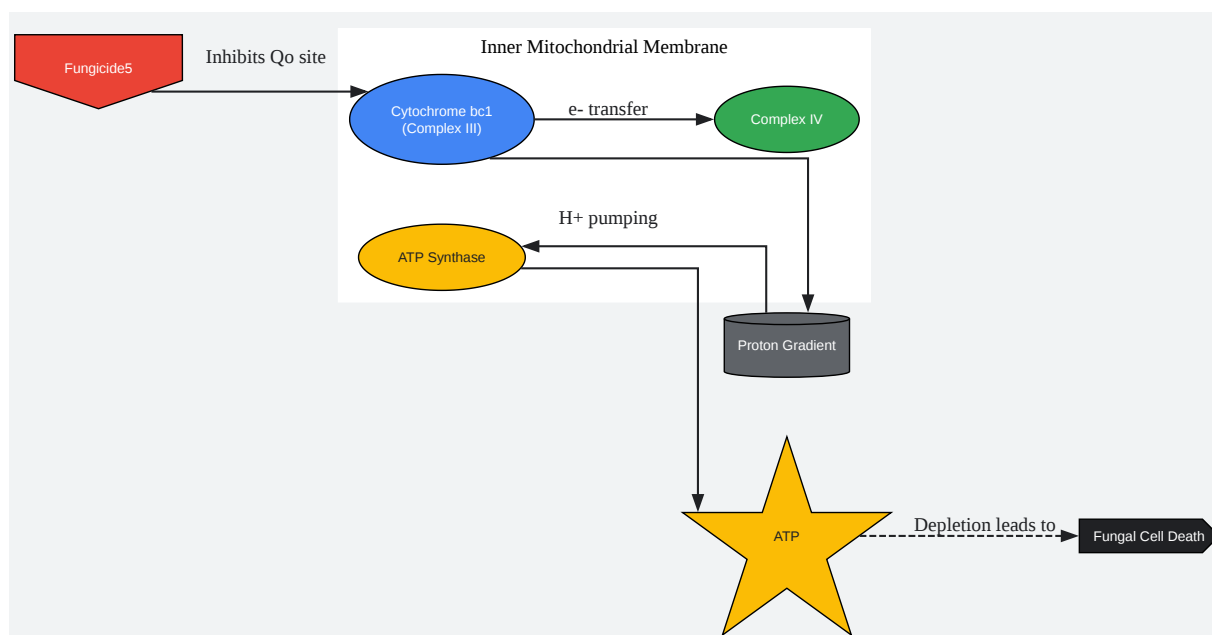 Inner Mitochondrial Membrane
Fungicide5
Inhibits Qo site
Cytochrome bc1
(Complex III)
e- transfer
Complex IV
H+ pumping
ATP Synthase
Proton Gradient
ATP
Depletion leads to
Fungal Cell Death